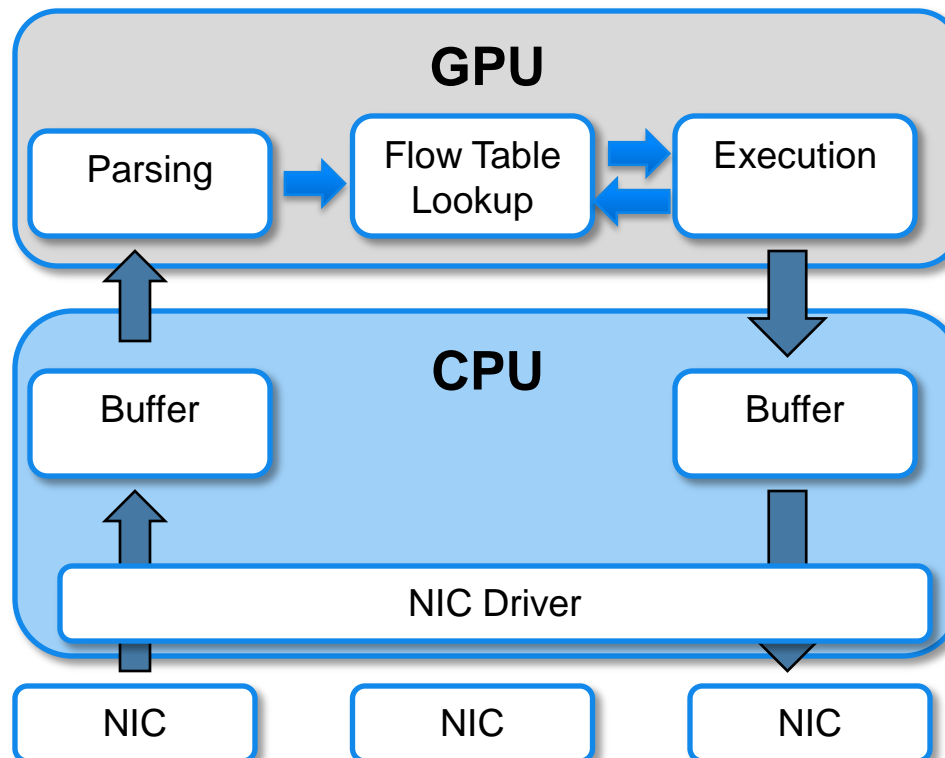 GPU
Parsing
Flow Table
Lookup
Execution
CPU
Buffer
Buffer
NIC Driver
NIC
NIC
NIC